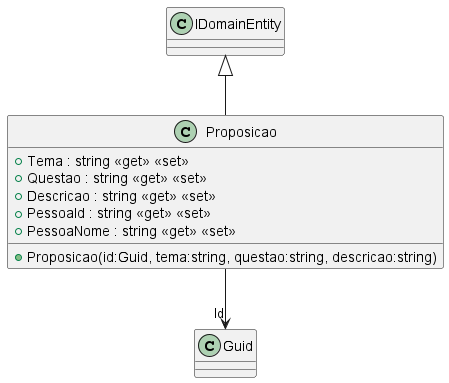 C IDomainEntity
C Proposicao
Tema : string «get» «set»
Questao : string «get» «set»
Descricao : string «get» «set»
PessoaId : string «get» «set»
PessoaNome : string «get» «set»
Proposicao(id:Guid, tema:string, questao:string, descricao:string)
Id
C Guid